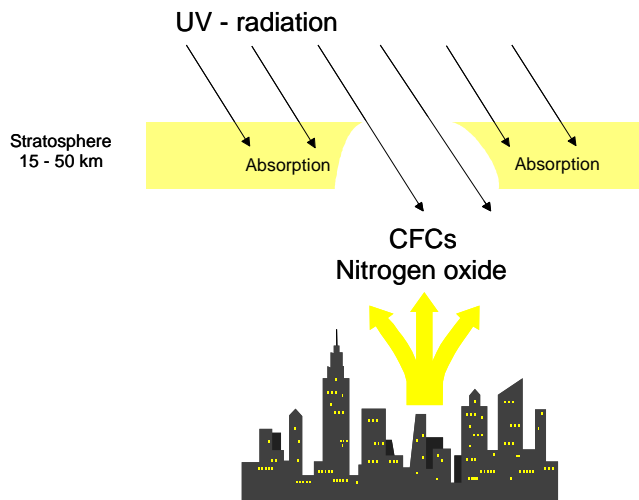 UV - radiation
Stratosphere
15 - 50 km
Absorption
Absorption
CFCs
Nitrogen oxide